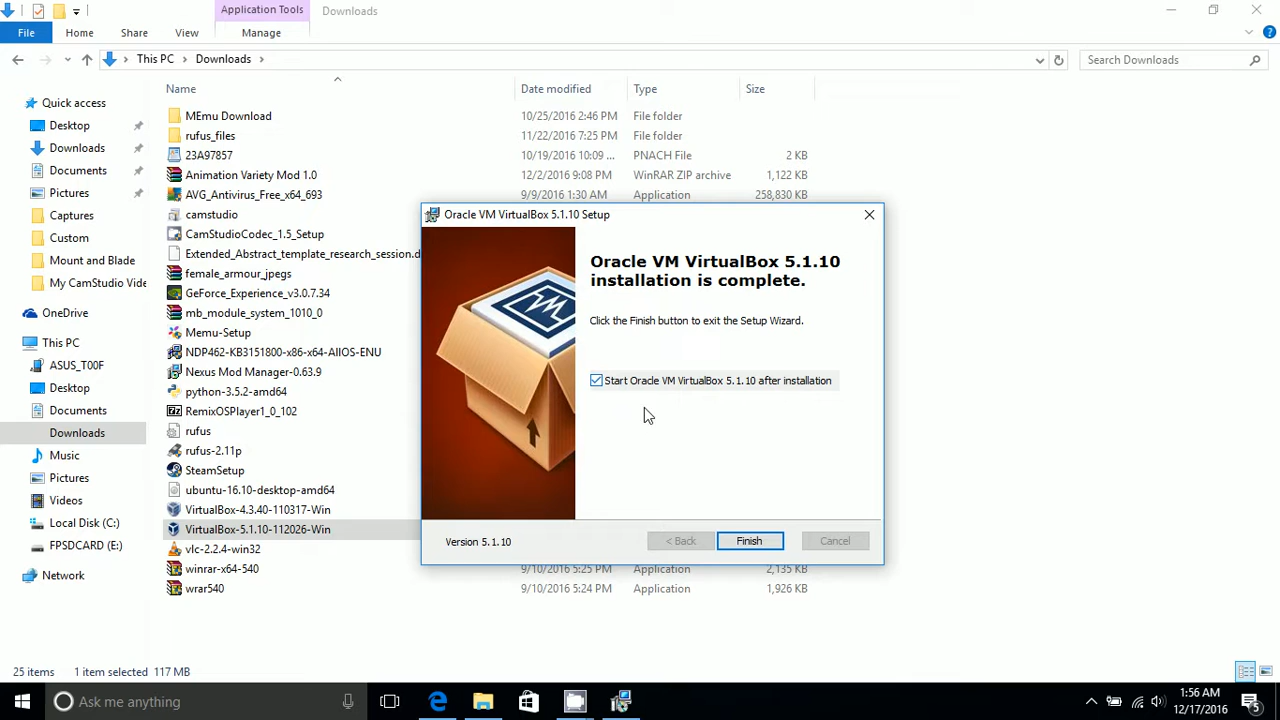 Application Tools
Downloads
File
Home
Share
View
Manage
This PC
Downloads
Search Downloads
Name
Date modified
Type
Size
Quick access
Desktop
Downloads
Documents
Pictures
Captures
Custom
Mount and Blade
My CamStudio Vide
OneDrive
This PC
ASUS_T00F
Desktop
Documents
Downloads
Music
Pictures
Videos
Local Disk (C:)
FPSDCARD (E:)
Network
MEmu Download 10/25/2016 2:46 PM File folder
rufus_files 11/22/2016 7:25 PM File folder
23A97857 10/19/2016 10:09 ... PNACH File 2 KB
Animation Variety Mod 1.0 12/2/2016 9:08 PM WinRAR ZIP archive 1,122 KB
AVG_Antivirus_Free_x64_693 9/9/2016 1:30 AM Application 258,830 KB
camstudio
CamStudioCodec_1.5_Setup
Extended_Abstract_template_research_session.d
female_armour_jpegs
GeForce_Experience_v3.0.7.34
mb_module_system_1010_0
Memu-Setup
NDP462-KB3151800-x86-x64-AIIOS-ENU
Nexus Mod Manager-0.63.9
python-3.5.2-amd64
RemixOSPlayer1_0_102
rufus
rufus-2.11p
SteamSetup
ubuntu-16.10-desktop-amd64
VirtualBox-4.3.40-110317-Win
VirtualBox-5.1.10-112026-Win
vlc-2.2.4-win32
winrar-x64-540 9/10/2016 5:25 PM Application 2,135 KB
wrar540 9/10/2016 5:24 PM Application 1,926 KB
Oracle VM VirtualBox 5.1.10 Setup
Oracle VM VirtualBox 5.1.10
installation is complete.
Click the Finish button to exit the Setup Wizard.
Start Oracle VM VirtualBox 5.1.10 after installation
Version 5.1.10
< Back
Finish
Cancel
25 items 1 item selected 117 MB
Ask me anything
1:56 AM
12/17/2016
5